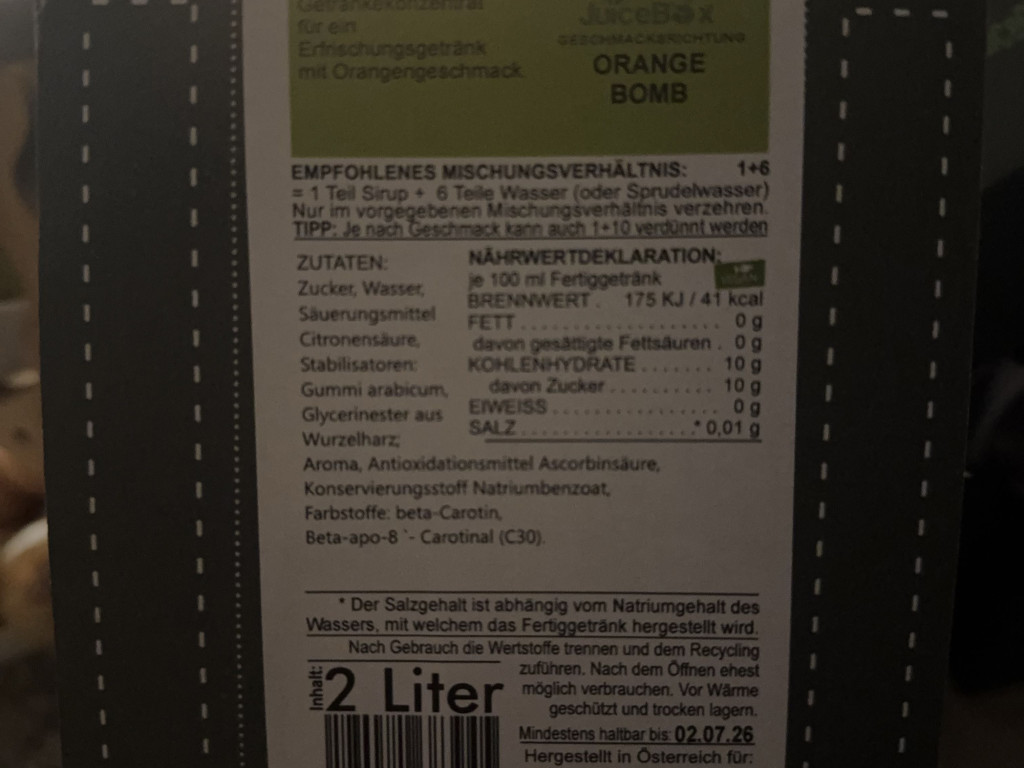 Getränkekonzentrat
für ein
Erfrischungsgetränk
mit Orangengeschmack.
JuiceBox
GESCHMACKSRICHTUNG
ORANGE
BOMB
EMPFOHLENES MISCHUNGSVERHÄLTNIS: 1+6
= 1 Teil Sirup + 6 Teile Wasser (oder Sprudelwasser)
Nur im vorgegebenen Mischungsverhältnis verzehren.
TIPP: Je nach Geschmack kann auch 1+10 verdünnt werden
ZUTATEN:
Zucker, Wasser,
Säuerungsmittel
Citronensäure,
Stabilisatoren:
Gummi arabicum,
Glycerinester aus
Wurzelharz;
Aroma, Antioxidationsmittel Ascorbinsäure,
Konservierungsstoff Natriumbenzoat,
Farbstoffe: beta-Carotin,
Beta-apo-8´- Carotinal (C30).
NÄHRWERTDEKLARATION:
je 100 ml Fertiggetränk
BRENNWERT. 175 KJ / 41 kcal
FETT ..................... 0 g
davon gesättigte Fettsäuren . 0 g
KOHLENHYDRATE ....... 10 g
davon Zucker .......... 10 g
EIWEISS ................. 0 g
SALZ .................* 0,01 g
* Der Salzgehalt ist abhängig vom Natriumgehalt des
Wassers, mit welchem das Fertiggetränk hergestellt wird.
Nach Gebrauch die Wertstoffe trennen und dem Recycling
zuführen. Nach dem Öffnen ehest
möglich verbrauchen. Vor Wärme
geschützt und trocken lagern.
Inhalt: 2 Liter
Mindestens haltbar bis: 02.07.26
Hergestellt in Österreich für: